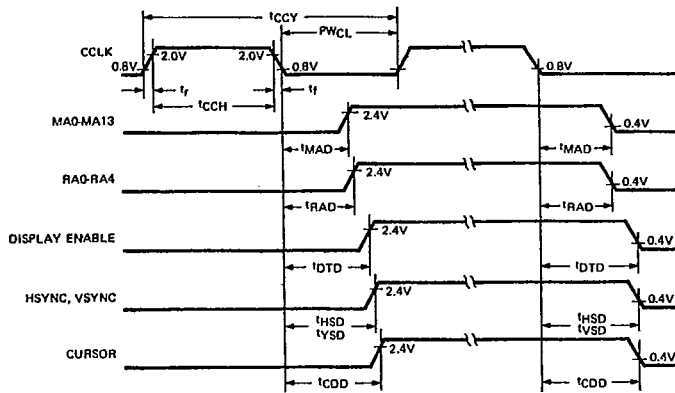 tCCY
PWCL
CCLK
0.8V
2.0V
2.0V
0.8V
0.8V
tr
tf
tCCH
MA0-MA13
2.4V
0.4V
tMAD
tMAD
RA0-RA4
2.4V
0.4V
tRAD
tRAD
DISPLAY ENABLE
2.4V
0.4V
tDTD
tDTD
HSYNC, VSYNC
2.4V
0.4V
tHSD
tYSD
tHSD
tVSD
CURSOR
2.4V
0.4V
tCDD
tCDD